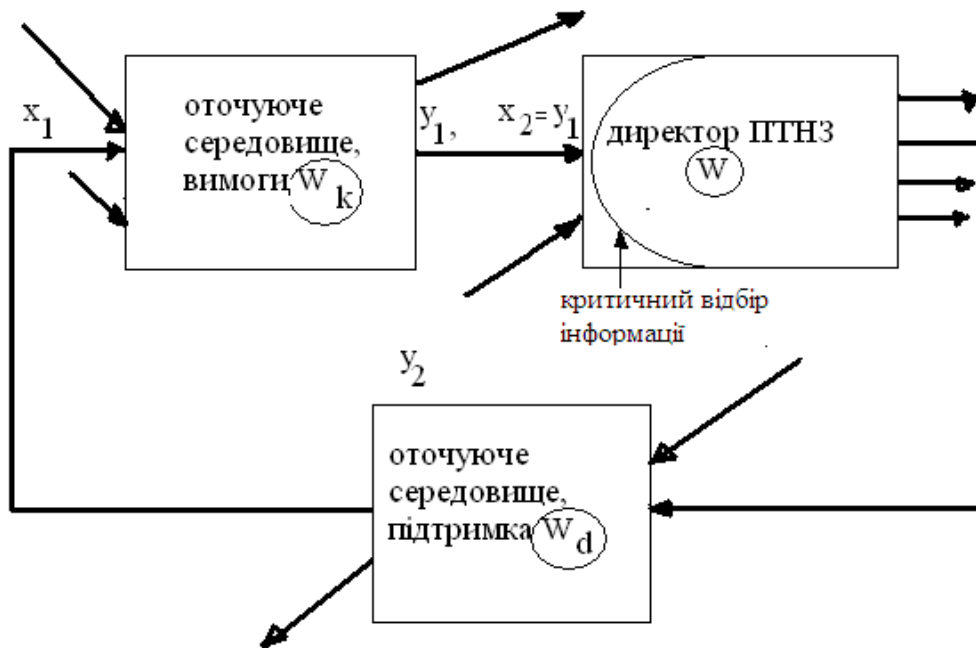 x1
оточуюче
середовище,
вимоги Wk
y1,
x2=y1
директор ПТНЗ
W
критичний відбір
інформації
y2
оточуюче
середовище,
підтримка Wd